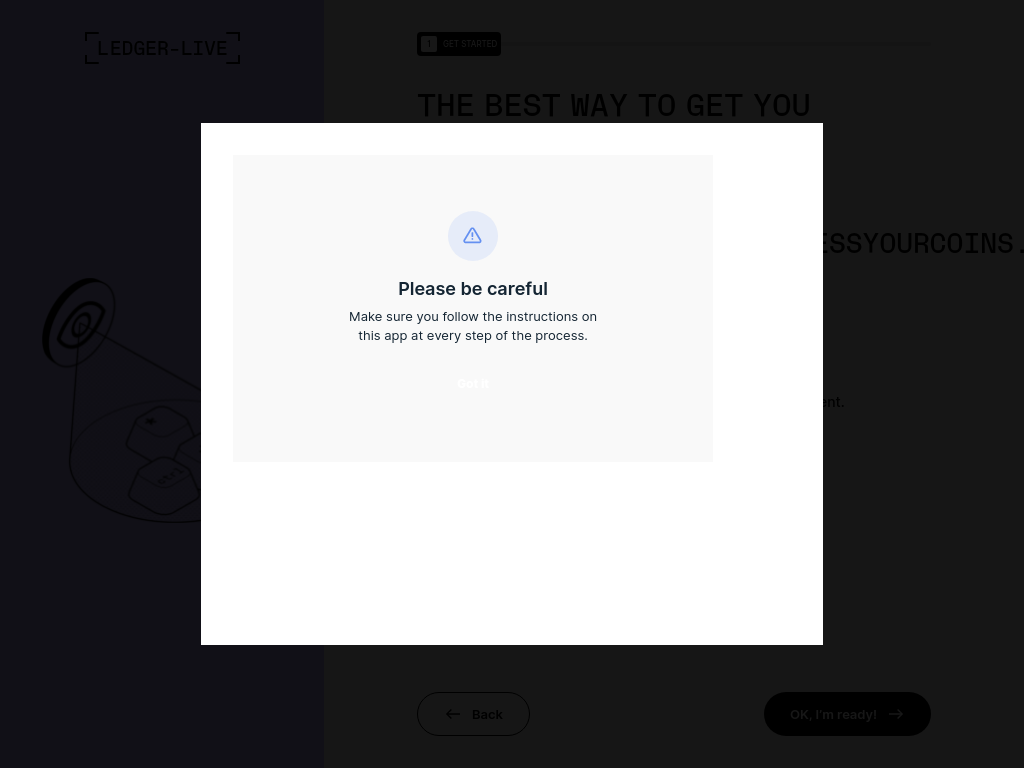 LEDGER-LIVE
1 GET STARTED
THE BEST WAY TO GET YOU
ESSYOURCOINS.
Please be careful
Make sure you follow the instructions on
this app at every step of the process.
Got it
ent.
Back
OK, I'm ready!